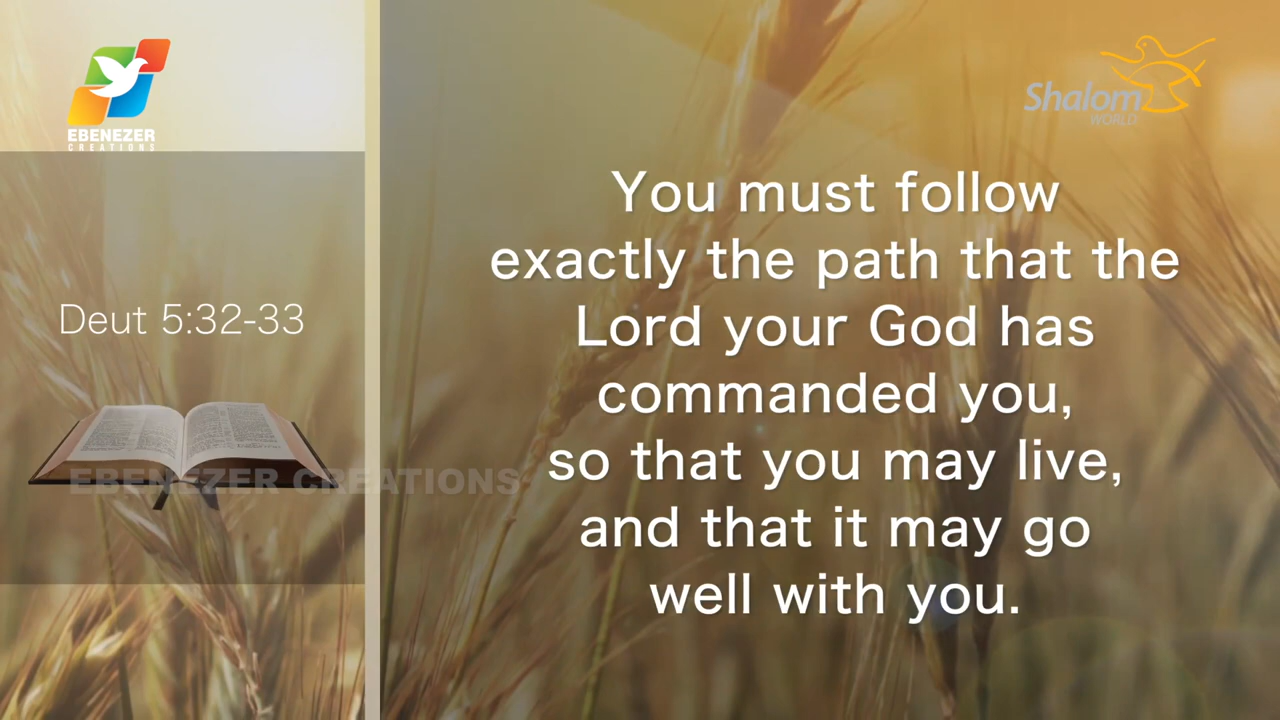 EBENEZER
CREATIONS
Shalom
WORLD
Deut 5:32-33
EBENEZER CREATIONS
You must follow
exactly the path that the
Lord your God has
commanded you,
so that you may live,
and that it may go
well with you.